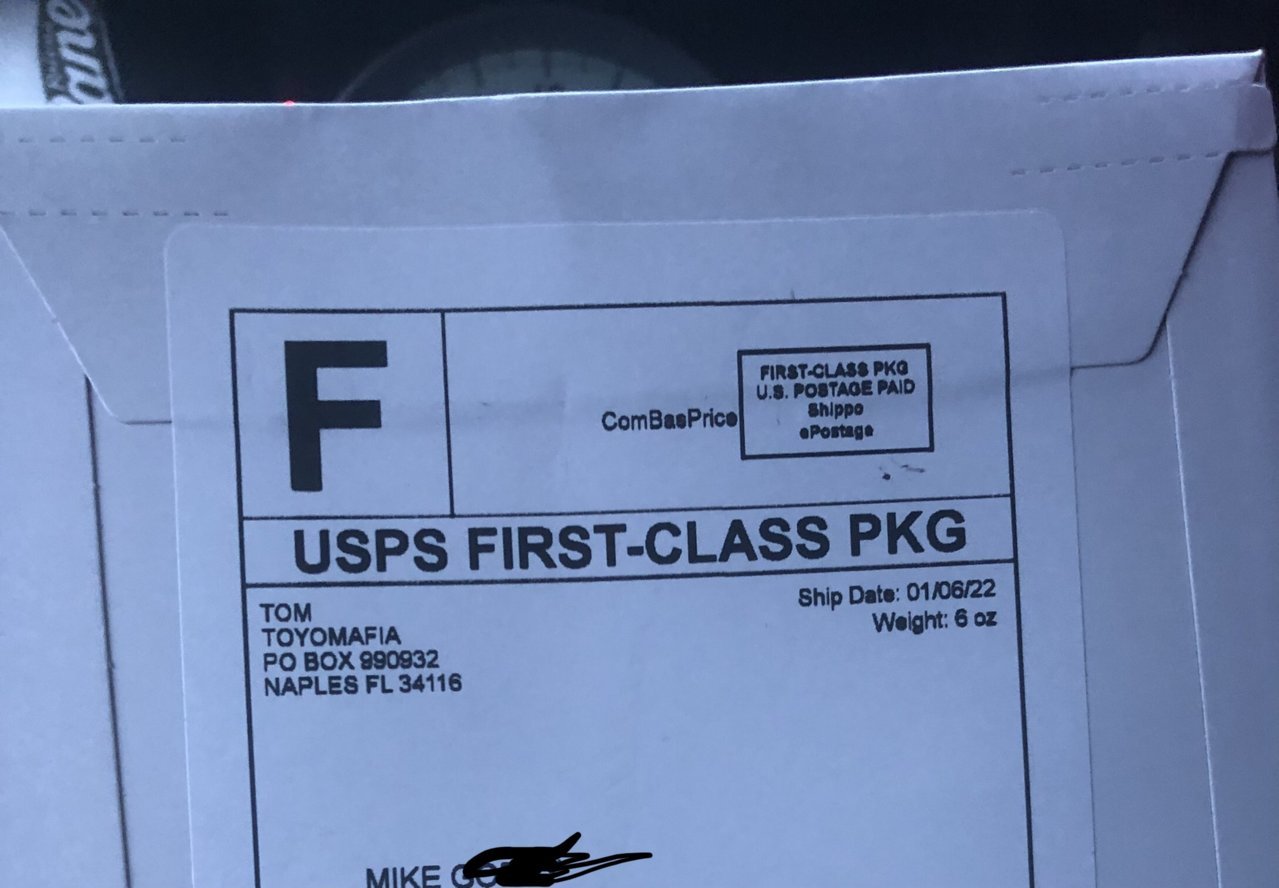 F
FIRST-CLASS PKG
U.S. POSTAGE PAID
Shippo
ePostage
ComBasPrice
USPS FIRST-CLASS PKG
Ship Date: 01/06/22
Weight: 6 oz
TOM
TOYOMAFIA
PO BOX 990932
NAPLES FL 34116
MIKE